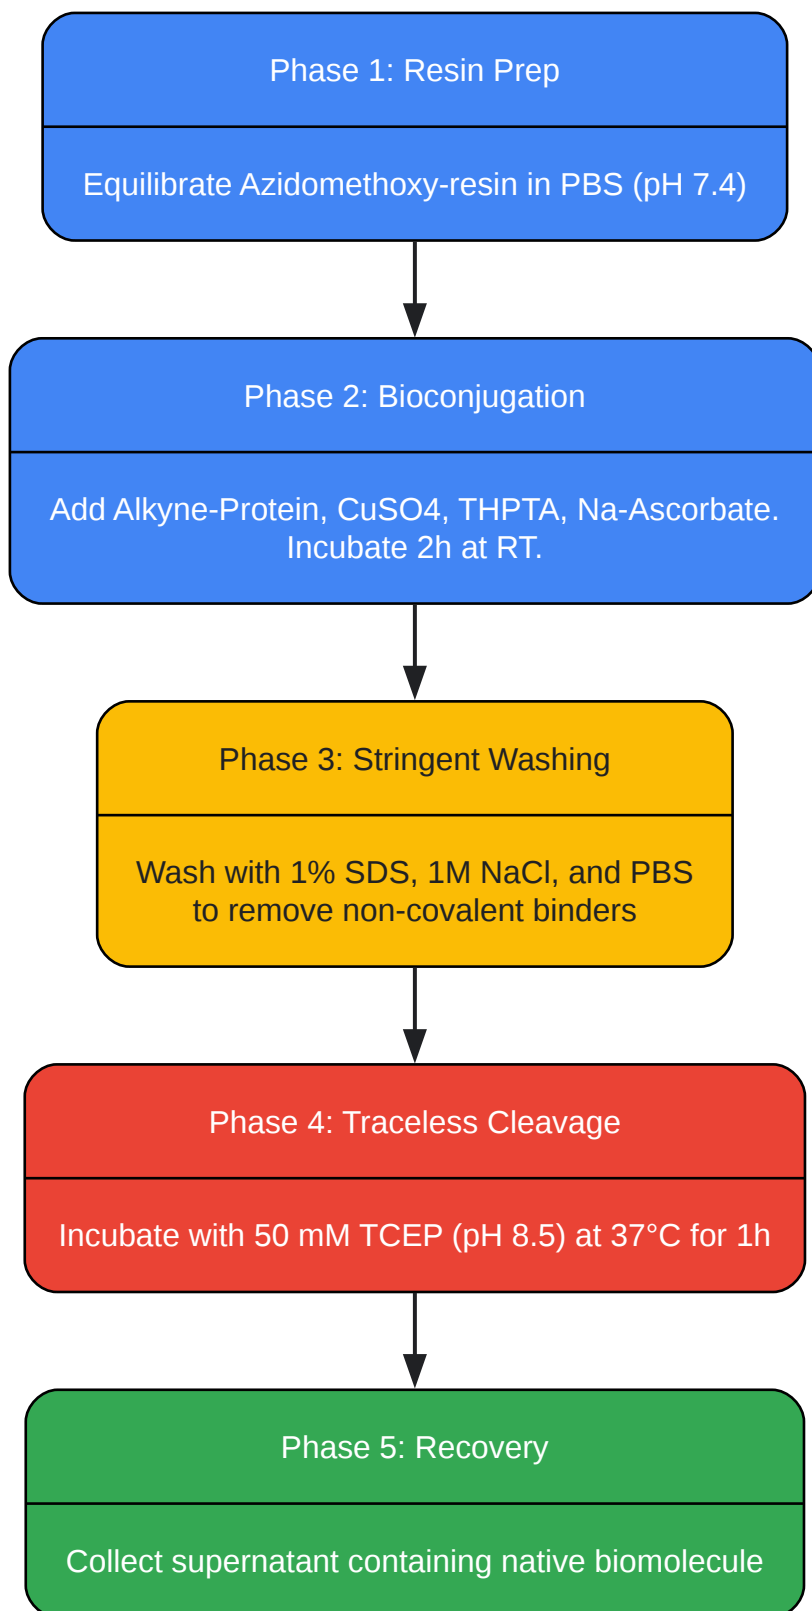 Phase 1: Resin Prep
Equilibrate Azidomethoxy-resin in PBS (pH 7.4)
Phase 2: Bioconjugation
Add Alkyne-Protein, CuSO4, THPTA, Na-Ascorbate.
Incubate 2h at RT.
Phase 3: Stringent Washing
Wash with 1% SDS, 1M NaCl, and PBS
to remove non-covalent binders
Phase 4: Traceless Cleavage
Incubate with 50 mM TCEP (pH 8.5) at 37°C for 1h
Phase 5: Recovery
Collect supernatant containing native biomolecule